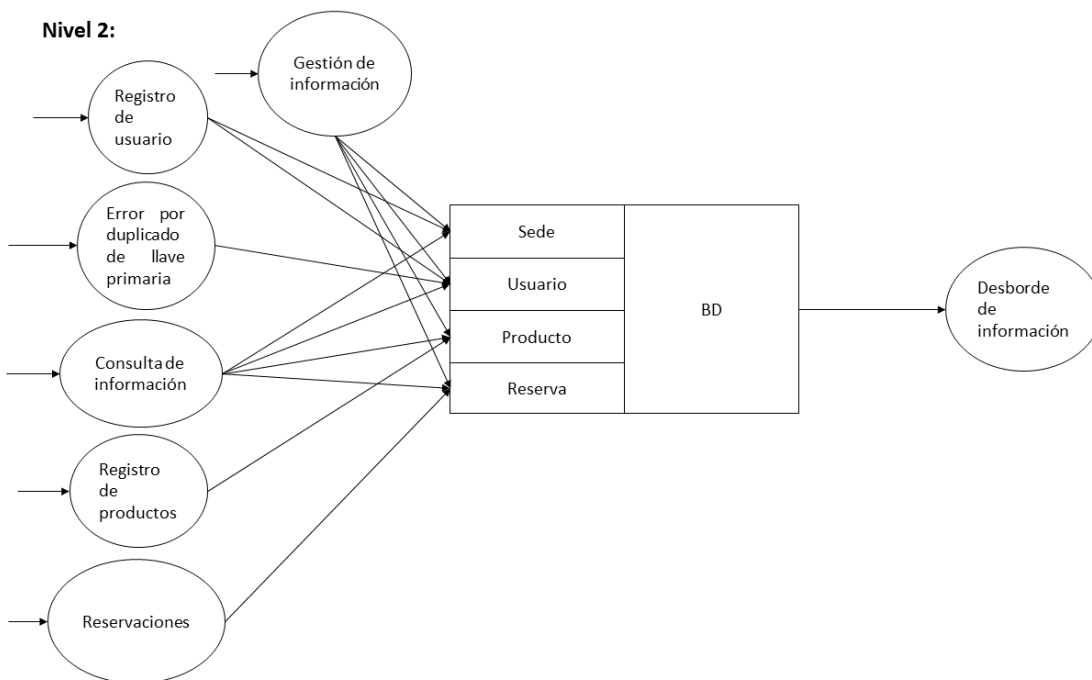 Nivel 2:
Gestión de
información
Registro
de
usuario
Error por
duplicado
de llave
primaria
Consulta de
información
Registro
de
productos
Reservaciones
Sede
Usuario
Producto
Reserva
BD
Desborde
de
información